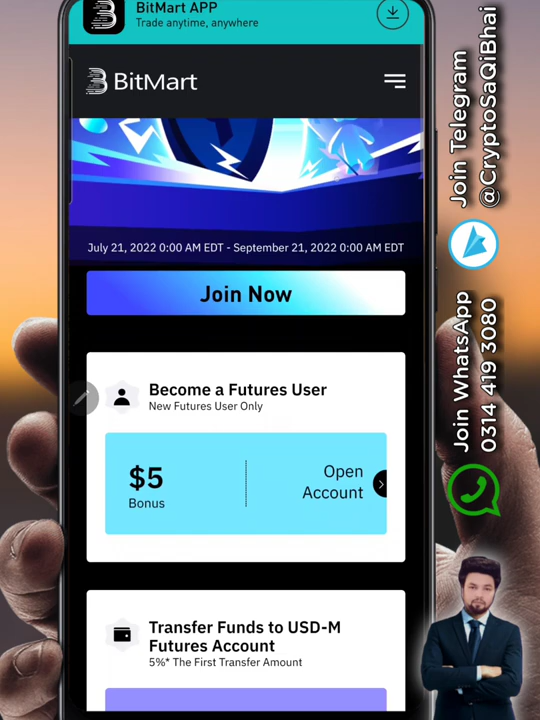 BitMart APP
Trade anytime, anywhere
BitMart
July 21, 2022 0:00 AM EDT - September 21, 2022 0:00 AM EDT
Join Now
Become a Futures User
New Futures User Only
$5
Bonus
Open
Account
Transfer Funds to USD-M
Futures Account
5%* The First Transfer Amount
Join Telegram
@CryptoSaQiBhai
Join WhatsApp
0314 419 3080